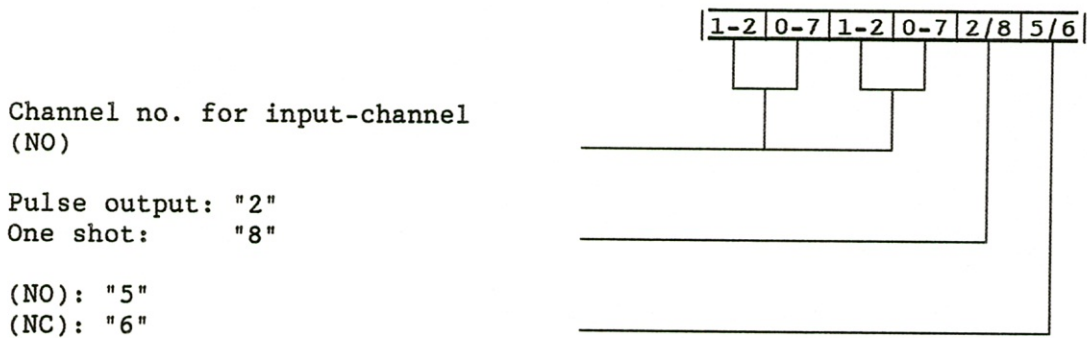 |1-2|0-7|1-2|0-7|2/8|5/6|
Channel no. for input-channel
(NO)
Pulse output: "2"
One shot: "8"
(NO): "5"
(NC): "6"